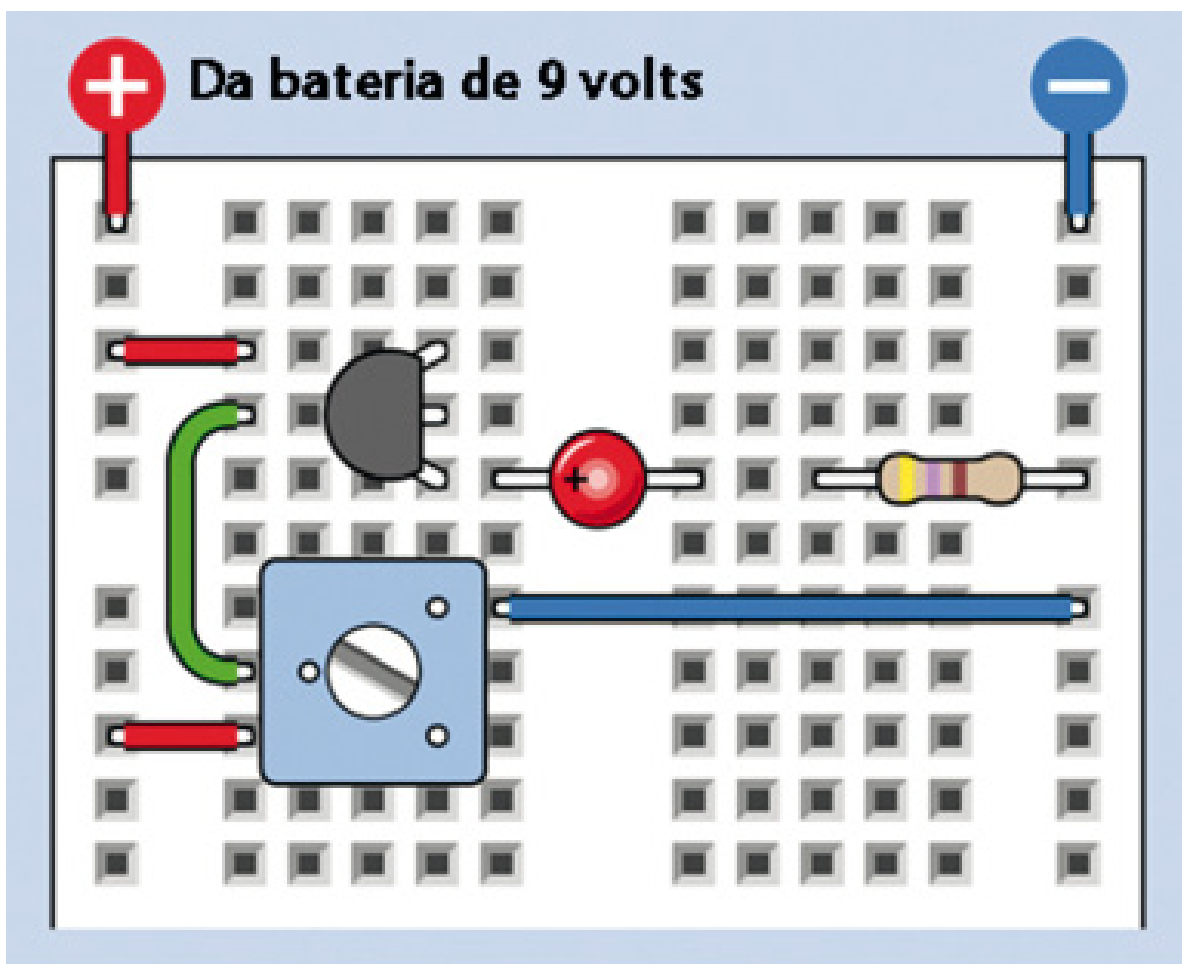 + Da bateria de 9 volts −
+